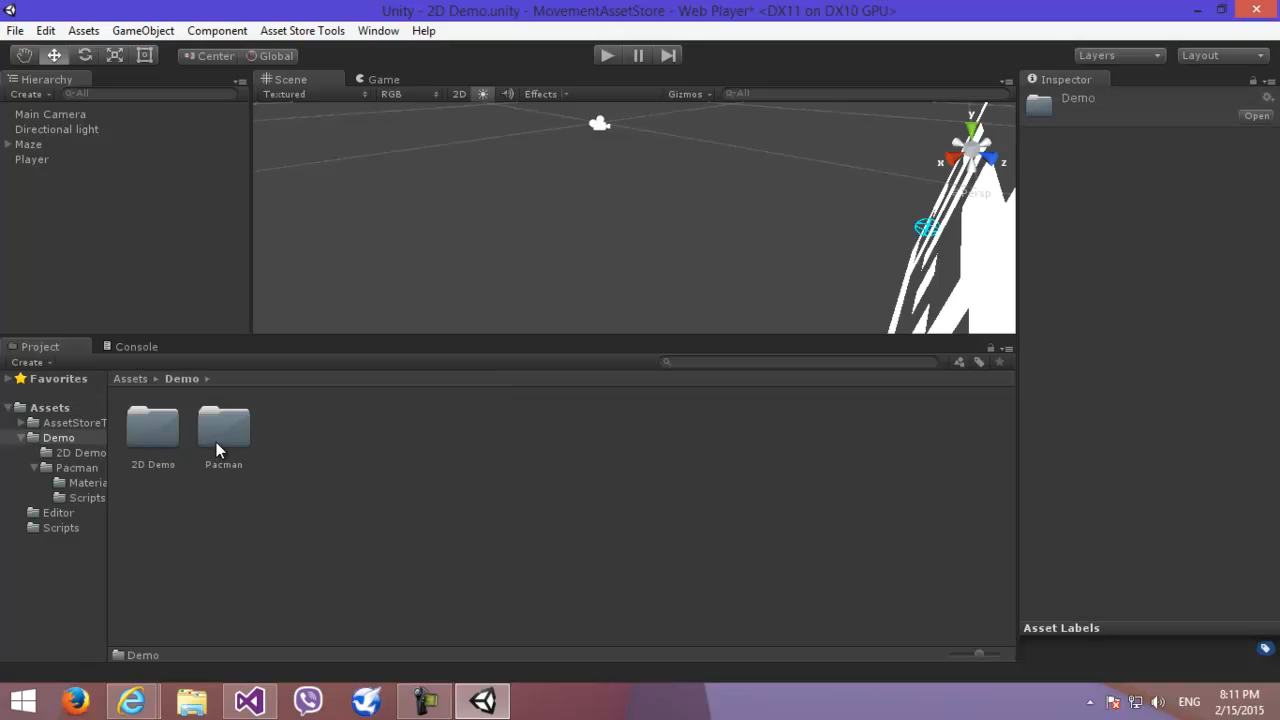 Unity - 2D Demo.unity - MovementAssetStore - Web Player* <DX11 on DX10 GPU>
File Edit Assets GameObject Component Asset Store Tools Window Help
Center Global Layers Layout
Hierarchy Scene Game Inspector
Create All Textured RGB 2D Effects Gizmos All Demo
Open
Main Camera
Directional light
Maze
Player
y
x z
Persp
Project Console
Create
Favorites Assets Demo
Assets
AssetStoreT
Demo
2D Demo
Pacman
Materia
Scripts
Editor
Scripts
2D Demo Pacman
Asset Labels
Demo
ENG 8:11 PM
2/15/2015